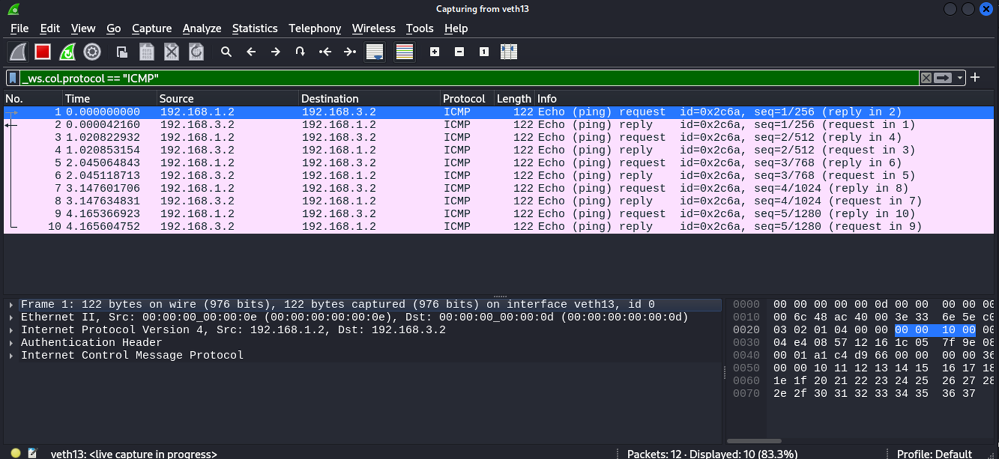 Capturing from veth13
File Edit View Go Capture Analyze Statistics Telephony Wireless Tools Help
_ws.col.protocol == "ICMP"
No. Time Source Destination Protocol Length Info
1 0.000000000 192.168.1.2 192.168.3.2 ICMP 122 Echo (ping) request id=0x2c6a, seq=1/256 (reply in 2)
2 0.000042160 192.168.3.2 192.168.1.2 ICMP 122 Echo (ping) reply id=0x2c6a, seq=1/256 (request in 1)
3 1.020822932 192.168.1.2 192.168.3.2 ICMP 122 Echo (ping) request id=0x2c6a, seq=2/512 (reply in 4)
4 1.020853154 192.168.3.2 192.168.1.2 ICMP 122 Echo (ping) reply id=0x2c6a, seq=2/512 (request in 3)
5 2.045064843 192.168.1.2 192.168.3.2 ICMP 122 Echo (ping) request id=0x2c6a, seq=3/768 (reply in 6)
6 2.045118713 192.168.3.2 192.168.1.2 ICMP 122 Echo (ping) reply id=0x2c6a, seq=3/768 (request in 5)
7 3.147601706 192.168.1.2 192.168.3.2 ICMP 122 Echo (ping) request id=0x2c6a, seq=4/1024 (reply in 8)
8 3.147634831 192.168.3.2 192.168.1.2 ICMP 122 Echo (ping) reply id=0x2c6a, seq=4/1024 (request in 7)
9 4.165366923 192.168.1.2 192.168.3.2 ICMP 122 Echo (ping) request id=0x2c6a, seq=5/1280 (reply in 10)
10 4.165604752 192.168.3.2 192.168.1.2 ICMP 122 Echo (ping) reply id=0x2c6a, seq=5/1280 (request in 9)
Frame 1: 122 bytes on wire (976 bits), 122 bytes captured (976 bits) on interface veth13, id 0
Ethernet II, Src: 00:00:00_00:00:0e (00:00:00:00:00:0e), Dst: 00:00:00_00:00:0d (00:00:00:00:00:0d)
Internet Protocol Version 4, Src: 192.168.1.2, Dst: 192.168.3.2
Authentication Header
Internet Control Message Protocol
0000 00 00 00 00 00 0d 00 00 00 00 00
0010 00 6c 48 ac 40 00 3e 33 6e 5e c0
0020 03 02 01 04 00 00 00 00 10 00 00
0030 04 e4 08 57 12 16 1c 05 7f 9e 08
0040 00 01 a1 c4 d9 66 00 00 00 00 36
0050 00 00 10 11 12 13 14 15 16 17 18
0060 1e 1f 20 21 22 23 24 25 26 27 28
0070 2e 2f 30 31 32 33 34 35 36 37
veth13: <live capture in progress> Packets: 12 · Displayed: 10 (83.3%) Profile: Default